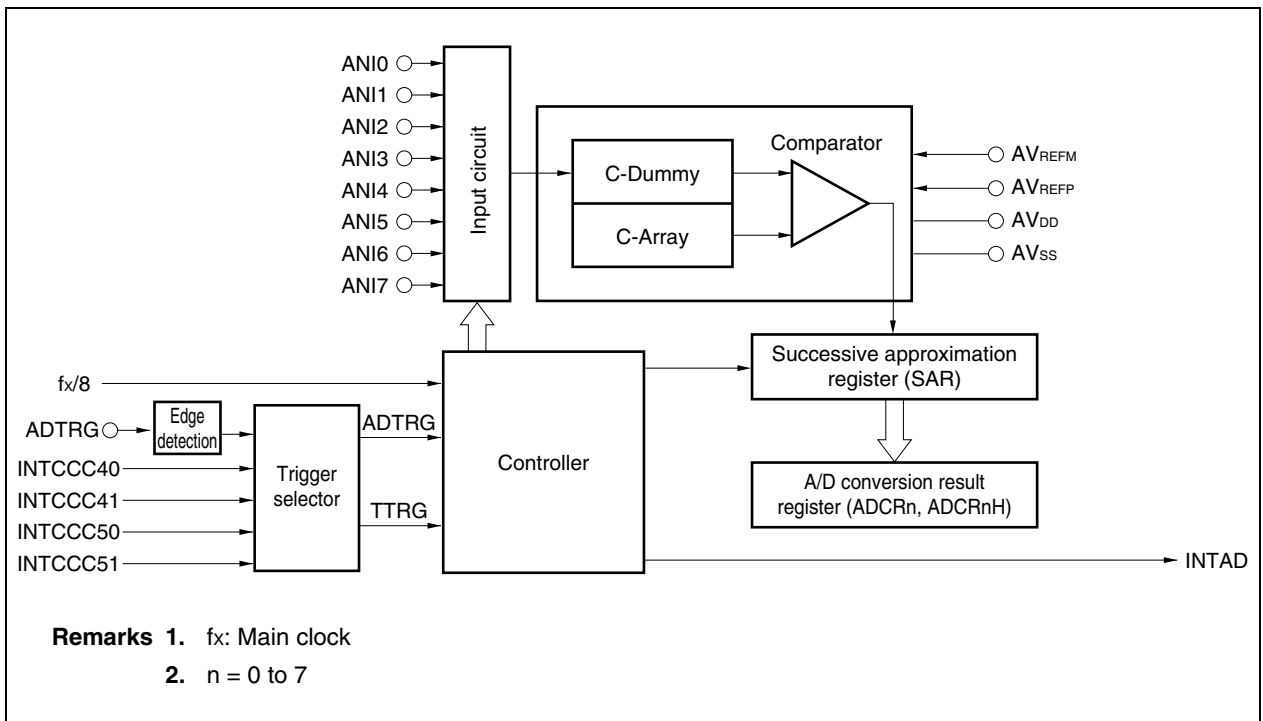 ANI0
ANI1
ANI2
ANI3
ANI4
ANI5
ANI6
ANI7
Input circuit
C-Dummy
C-Array
Comparator
AVREFM
AVREFP
AVDD
AVSS
fX/8
ADTRG
Edge
detection
INTCCC40
INTCCC41
INTCCC50
INTCCC51
Trigger
selector
ADTRG
TTRG
Controller
Successive approximation
register (SAR)
A/D conversion result
register (ADCRn, ADCRnH)
INTAD
Remarks 1. fX: Main clock
2. n = 0 to 7